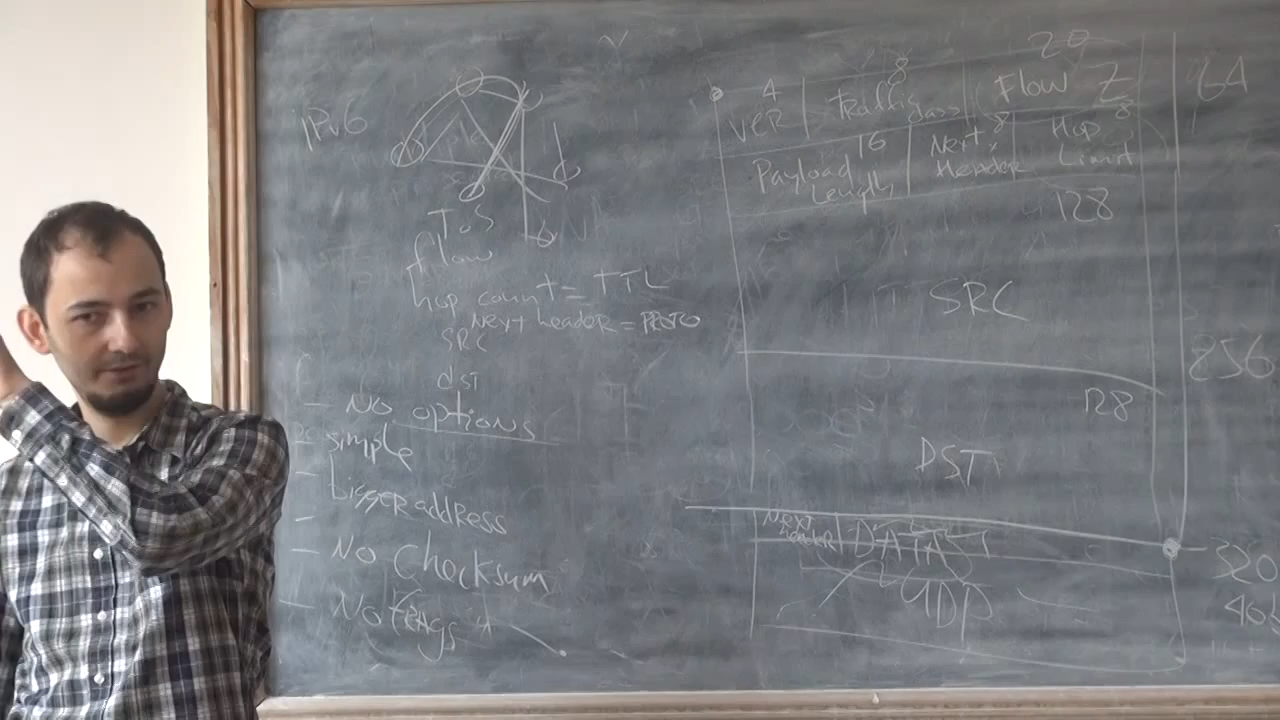 IPv6
ToS
flow
hop count = TTL
Next header = PROTO
SRC
dst
- No options
simple
- bigger address
-
- No checksum
- No frags *
4
VER
8
Traffic class
20
Flow
64
16
Payload Length
8
Next Header
8
Hop Limit
128
SRC
256
128
DST
Next header
DATA
320
UDP